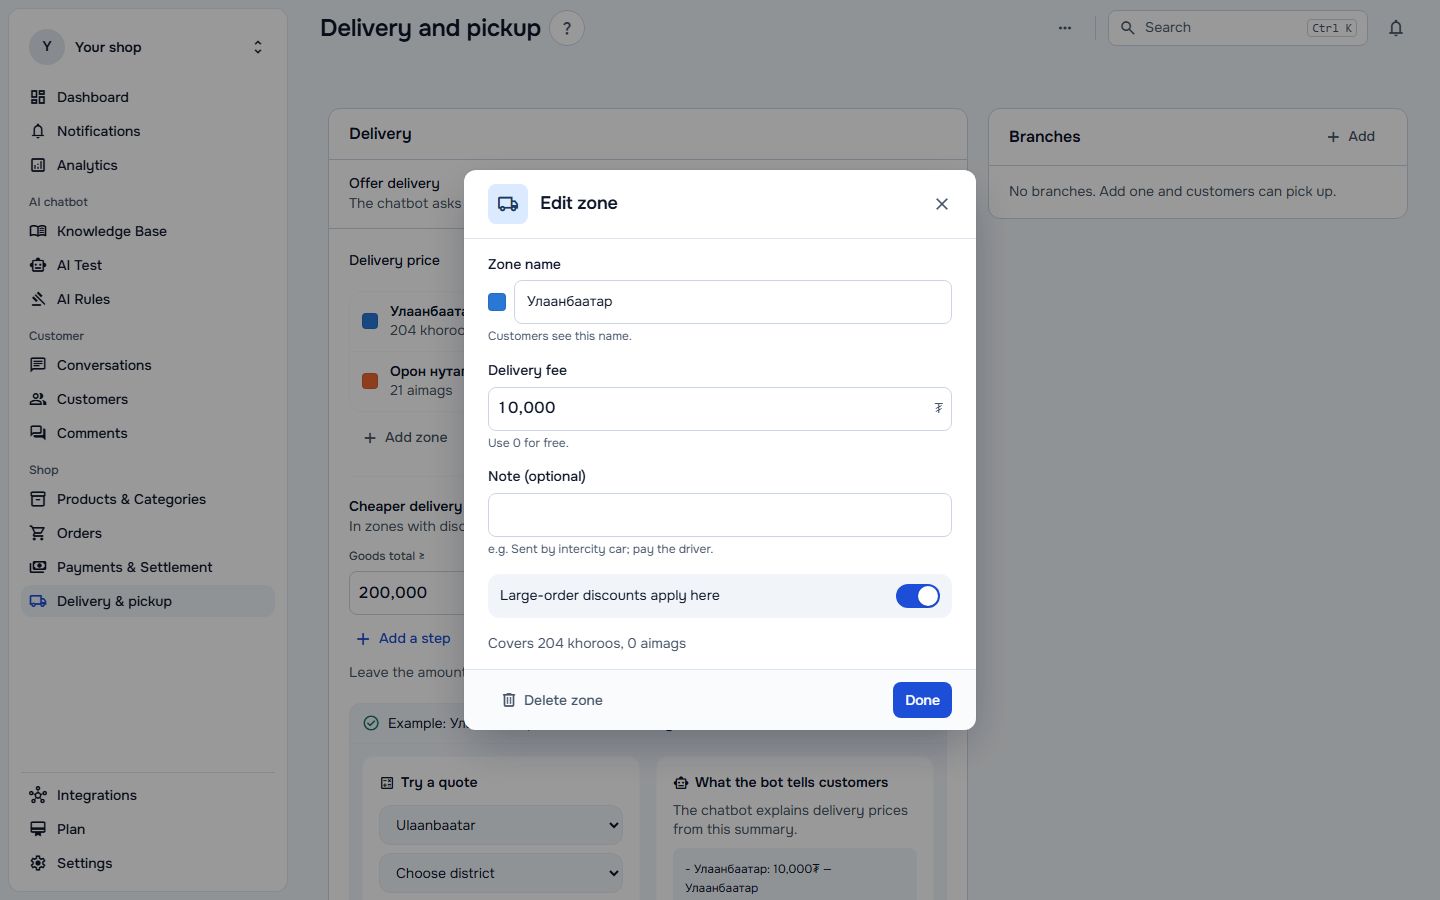 Y
Your shop
Dashboard
Notifications
Analytics
AI chatbot
Knowledge Base
AI Test
AI Rules
Customer
Conversations
Customers
Comments
Shop
Products & Categories
Orders
Payments & Settlement
Delivery & pickup
Integrations
Plan
Settings
Delivery and pickup
?
Search
Ctrl K
Delivery
Offer delivery
The chatbot asks
Delivery price
204
21 aimags
Add zone
Cheaper delivery
In zones with
Goods total ≥
200,000
Add a step
Leave the amount
Example:
Try a quote
Ulaanbaatar
Choose district
What the bot tells customers
The chatbot explains delivery prices
from this summary.
- Улаанбаатар: 10,000₮ —
Улаанбаатар
Branches
Add
No branches. Add one and customers can pick up.
Edit zone
Zone name
Улаанбаатар
Customers see this name.
Delivery fee
10,000
₮
Use 0 for free.
Note (optional)
e.g. Sent by intercity car; pay the driver.
Large-order discounts apply here
Covers 204 khoroos, 0 aimags
Delete zone
Done